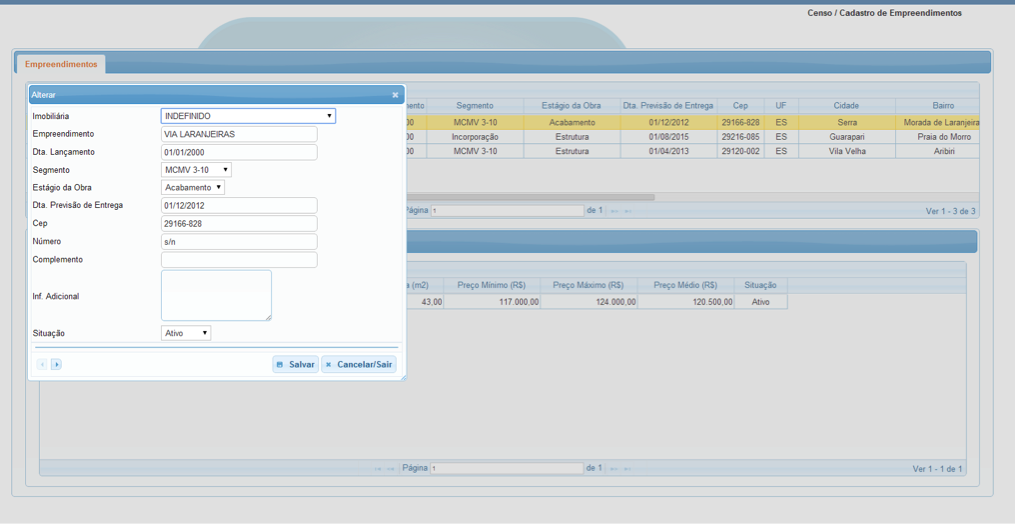 Censo / Cadastro de Empreendimentos
Empreendimentos
Alterar
Imobiliária INDEFINIDO
Empreendimento VIA LARANJEIRAS
Dta. Lançamento 01/01/2000
Segmento MCMV 3-10
Estágio da Obra Acabamento
Dta. Previsão de Entrega 01/12/2012
Cep 29166-828
Número s/n
Complemento
Inf. Adicional
Situação Ativo
Salvar Cancelar/Sair
mento Segmento Estágio da Obra Dta. Previsão de Entrega Cep UF Cidade Bairro
00 MCMV 3-10 Acabamento 01/12/2012 29166-828 ES Serra Morada de Laranjeira
00 Incorporação Estrutura 01/08/2015 29216-085 ES Guarapari Praia do Morro
00 MCMV 3-10 Estrutura 01/04/2013 29120-002 ES Vila Velha Aribiri
Página 1 de 1 Ver 1 - 3 de 3
(m2) Preço Mínimo (R$) Preço Máximo (R$) Preço Médio (R$) Situação
43,00 117.000,00 124.000,00 120.500,00 Ativo
Página 1 de 1 Ver 1 - 1 de 1